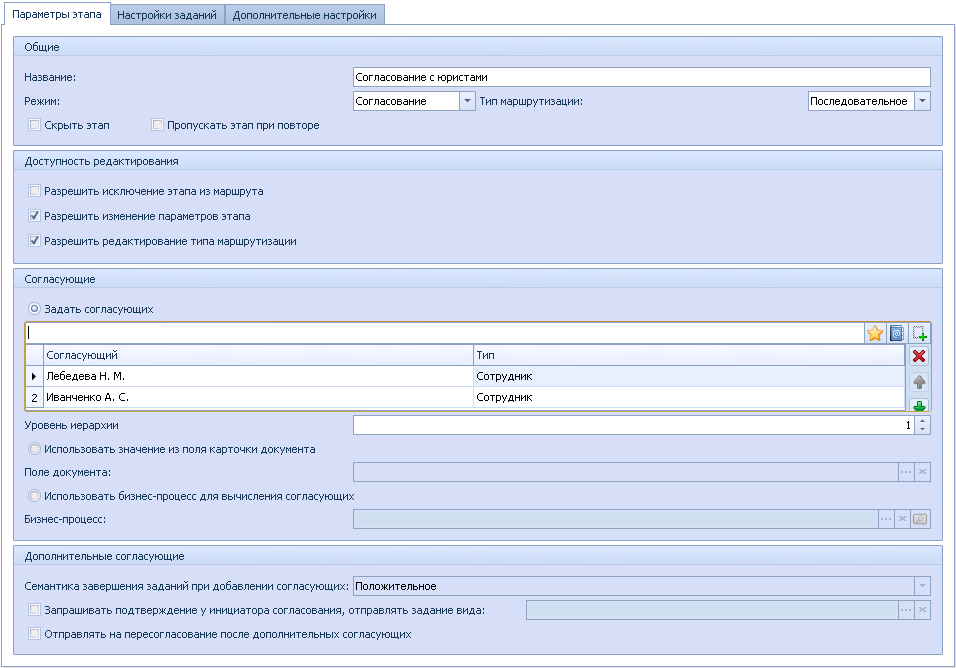 Параметры этапа Настройки заданий Дополнительные настройки
Общие
Название: Согласование с юристами
Режим: Согласование Тип маршрутизации: Последовательное
Скрыть этап Пропускать этап при повторе
Доступность редактирования
Разрешить исключение этапа из маршрута
Разрешить изменение параметров этапа
Разрешить редактирование типа маршрутизации
Согласующие
Задать согласующих
Согласующий Тип
Лебедева Н. М. Сотрудник
2 Иванченко А. С. Сотрудник
Уровень иерархии 1
Использовать значение из поля карточки документа
Поле документа:
Использовать бизнес-процесс для вычисления согласующих
Бизнес-процесс:
Дополнительные согласующие
Семантика завершения заданий при добавлении согласующих: Положительное
Запрашивать подтверждение у инициатора согласования, отправлять задание вида:
Отправлять на пересогласование после дополнительных согласующих